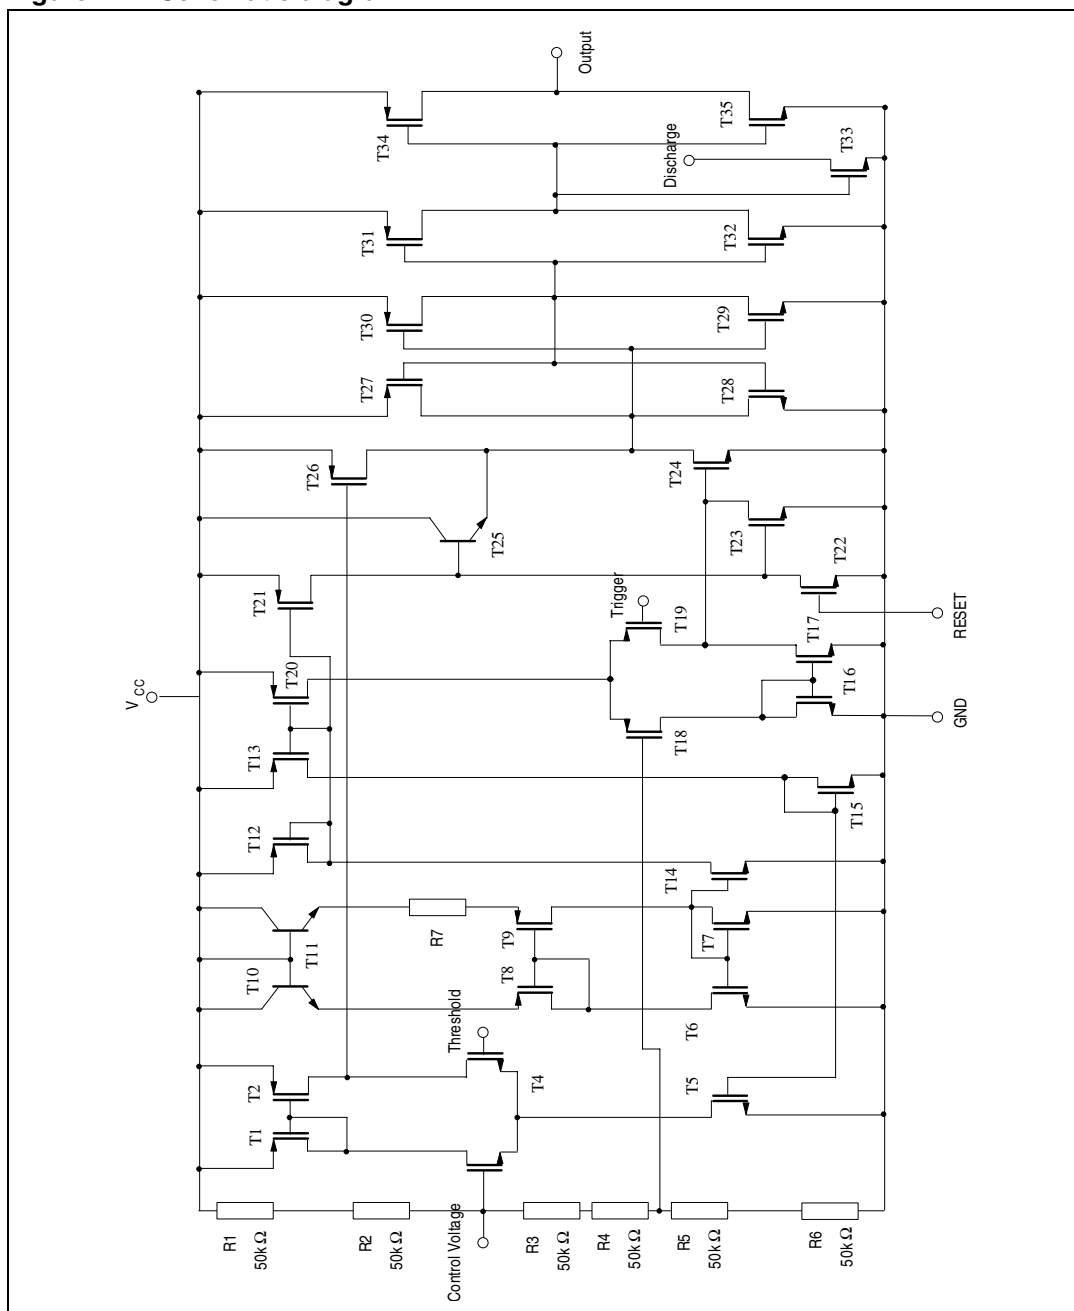 Schematic diagram
V CC
R1
50k Ω
T1
T2
T10
T11
T12
T13
T20
T21
T26
T27
T30
T31
T34
R2
50k Ω
R7
Control Voltage
Threshold
T4
T8
T9
T25
R3
50k Ω
R4
50k Ω
Output
Trigger
Discharge
T18
T19
R5
50k Ω
T5
T6
T7
T14
T24
T23
T28
T29
T32
T35
R6
50k Ω
T15
T16
T17
T22
T33
GND
RESET